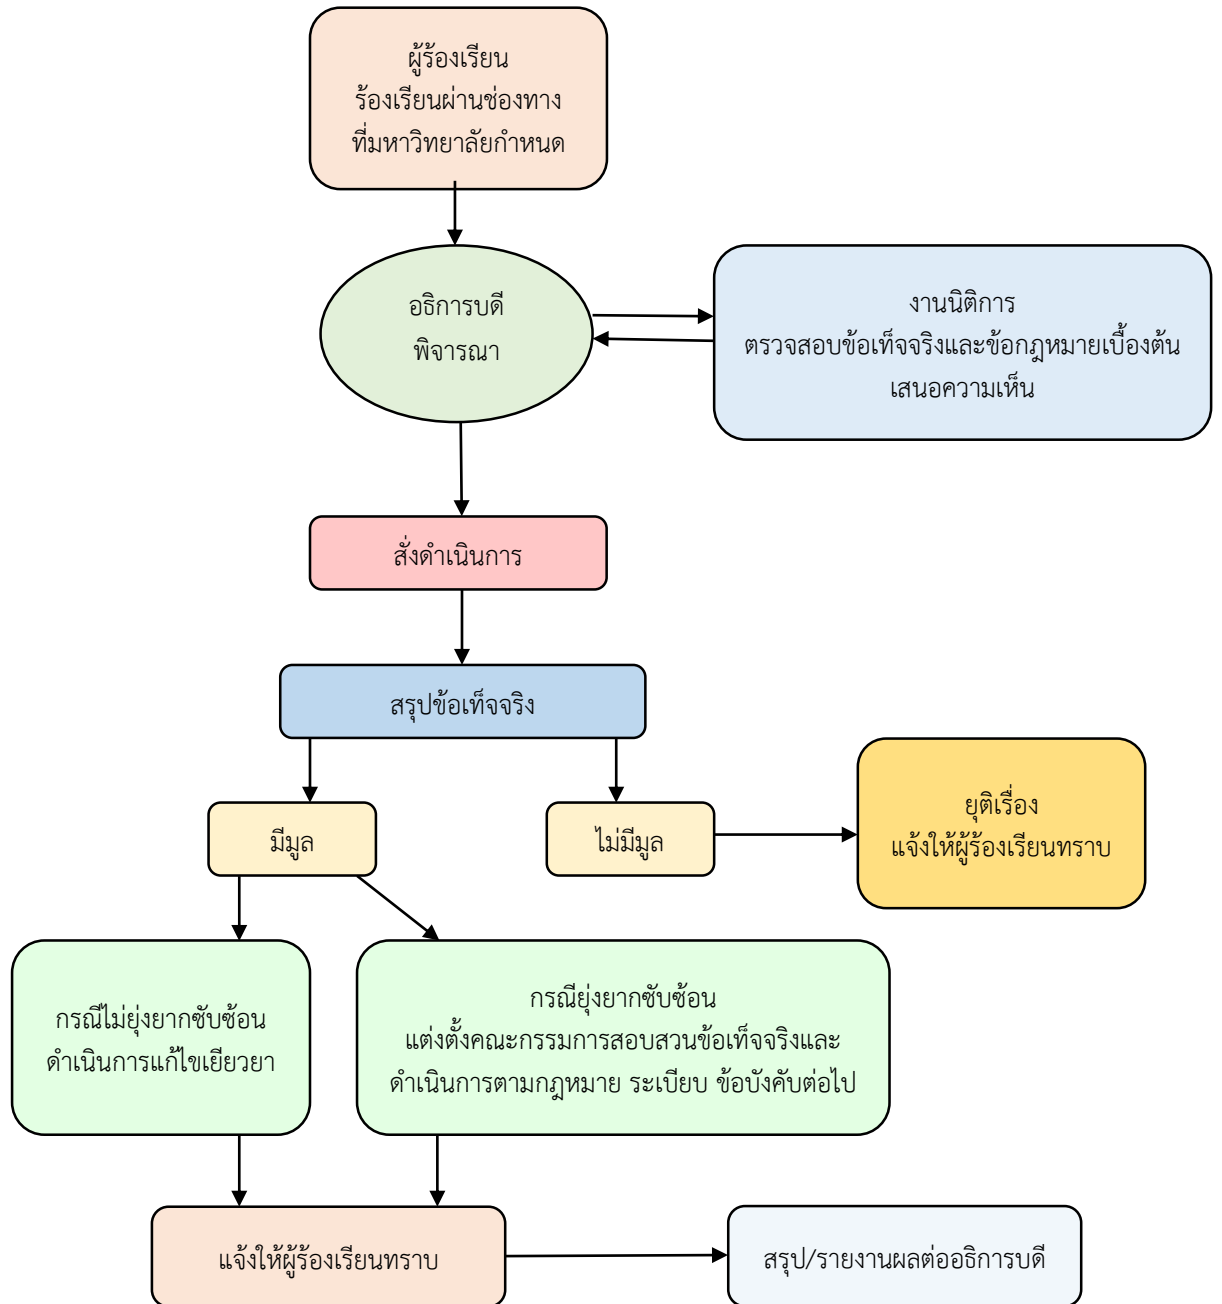 ผู้ร้องเรียน
ร้องเรียนผ่านช่องทาง
ที่มหาวิทยาลัยกำหนด
อธิการบดี
พิจารณา
งานนิติการ
ตรวจสอบข้อเท็จจริงและข้อกฎหมายเบื้องต้น
เสนอความเห็น
สั่งดำเนินการ
สรุปข้อเท็จจริง
มีมูล
ไม่มีมูล
ยุติเรื่อง
แจ้งให้ผู้ร้องเรียนทราบ
กรณีไม่ยุ่งยากซับซ้อน
ดำเนินการแก้ไขเยียวยา
กรณียุ่งยากซับซ้อน
แต่งตั้งคณะกรรมการสอบสวนข้อเท็จจริงและ
ดำเนินการตามกฎหมาย ระเบียบ ข้อบังคับต่อไป
แจ้งให้ผู้ร้องเรียนทราบ
สรุป/รายงานผลต่ออธิการบดี